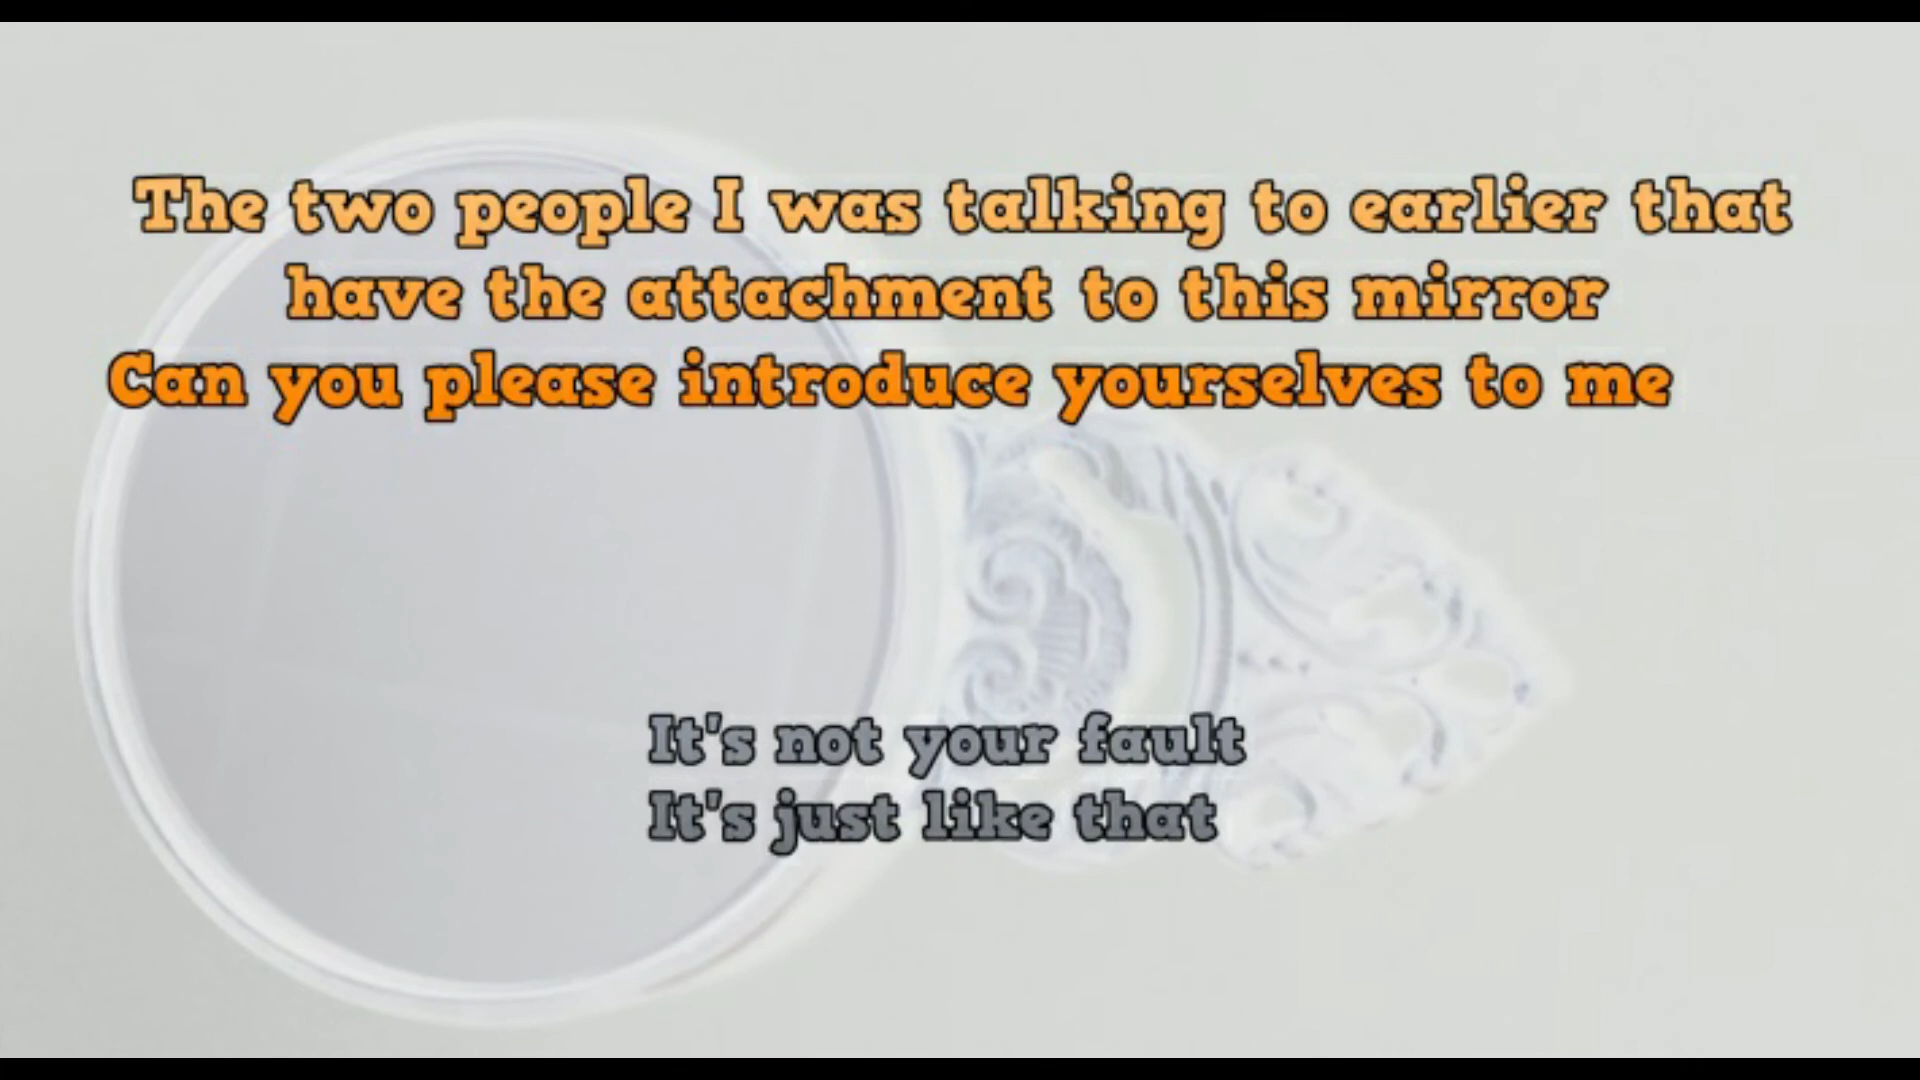 The two people I was talking to earlier that
have the attachment to this mirror
Can you please introduce yourselves to me
It's not your fault
It's just like that